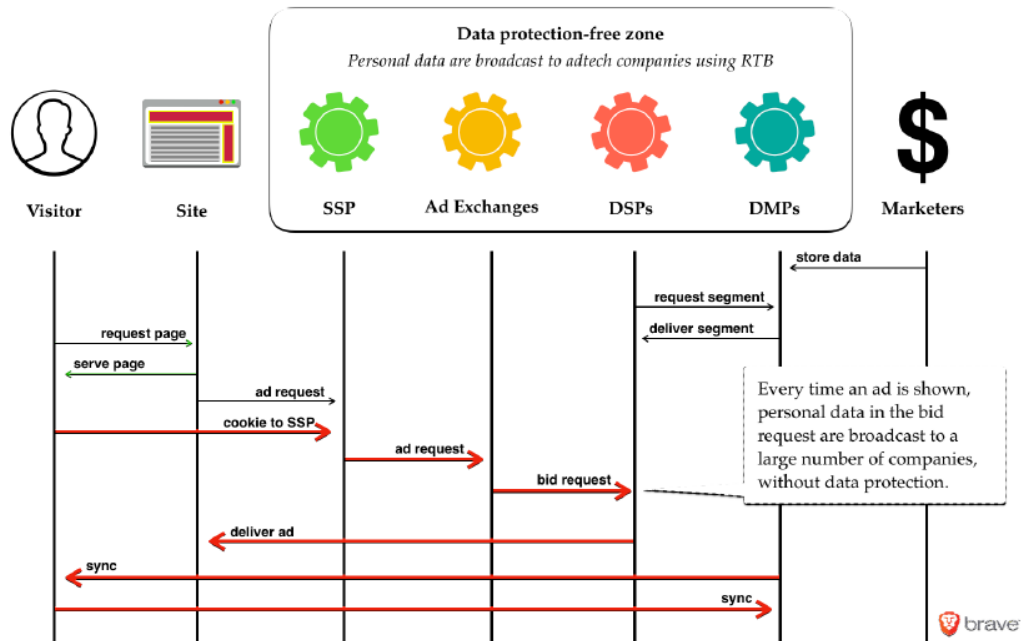 Data protection-free zone
Personal data are broadcast to adtech companies using RTB
Visitor
Site
SSP
Ad Exchanges
DSPs
DMPs
Marketers
store data
request segment
deliver segment
request page
serve page
ad request
cookie to SSP
ad request
bid request
Every time an ad is shown,
personal data in the bid
request are broadcast to a
large number of companies,
without data protection.
deliver ad
sync
sync
brave